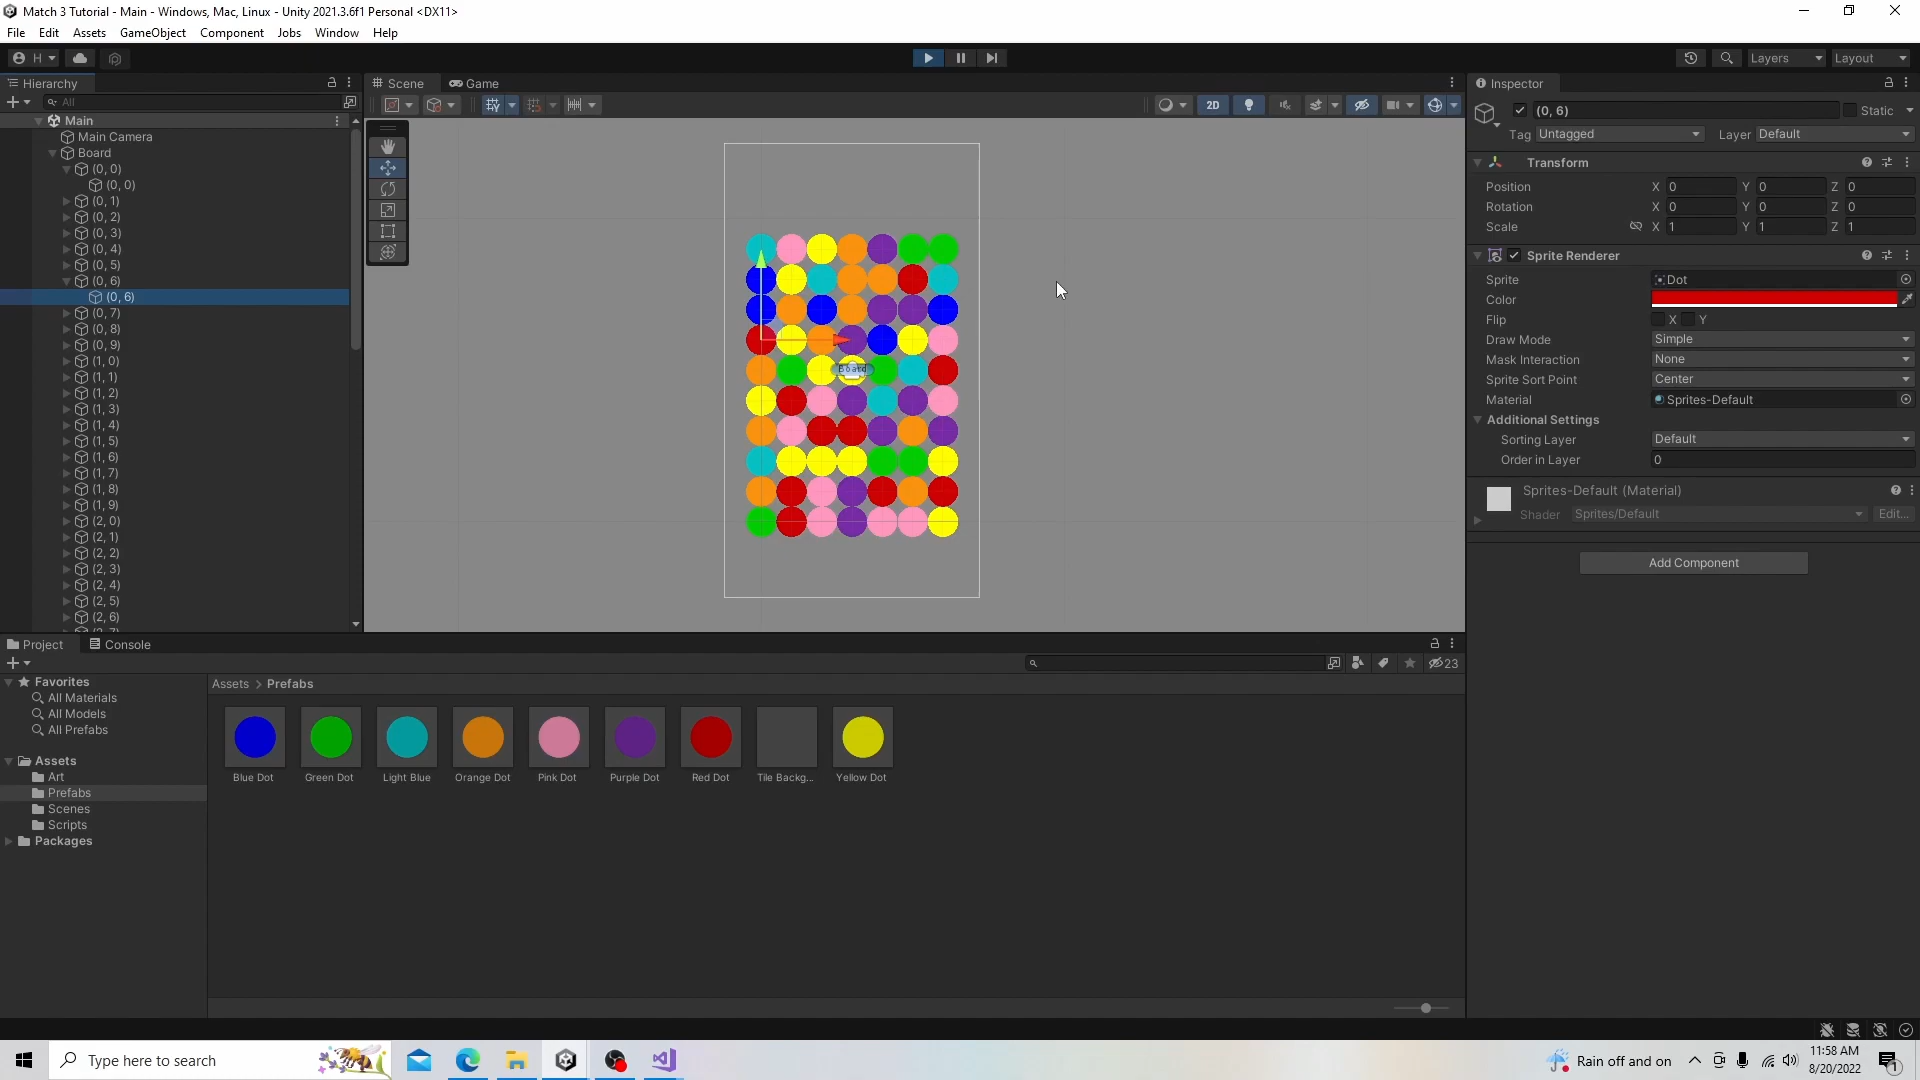 Match 3 Tutorial - Main - Windows, Mac, Linux - Unity 2021.3.6f1 Personal <DX11>
File Edit Assets GameObject Component Jobs Window Help
H Layers Layout
Hierarchy Scene Game Inspector
All 2D (0, 6) Static
Tag Untagged Layer Default
Main
Main Camera
Board
(0, 0)
(0, 0)
(0, 1)
(0, 2)
(0, 3)
(0, 4)
(0, 5)
(0, 6)
(0, 6)
(0, 7)
(0, 8)
(0, 9)
(1, 0)
(1, 1)
(1, 2)
(1, 3)
(1, 4)
(1, 5)
(1, 6)
(1, 7)
(1, 8)
(1, 9)
(2, 0)
(2, 1)
(2, 2)
(2, 3)
(2, 4)
(2, 5)
(2, 6)
Board
Transform
Position X 0 Y 0 Z 0
Rotation X 0 Y 0 Z 0
Scale X 1 Y 1 Z 1
Sprite Renderer
Sprite Dot
Color
Flip X Y
Draw Mode Simple
Mask Interaction None
Sprite Sort Point Center
Material Sprites-Default
Additional Settings
Sorting Layer Default
Order in Layer 0
Sprites-Default (Material)
Shader Sprites/Default Edit...
Add Component
Project Console
23
Favorites
All Materials
All Models
All Prefabs
Assets
Art
Prefabs
Scenes
Scripts
Packages
Assets > Prefabs
Blue Dot Green Dot Light Blue Orange Dot Pink Dot Purple Dot Red Dot Tile Backg... Yellow Dot
Type here to search
Rain off and on
11:58 AM
8/20/2022
1